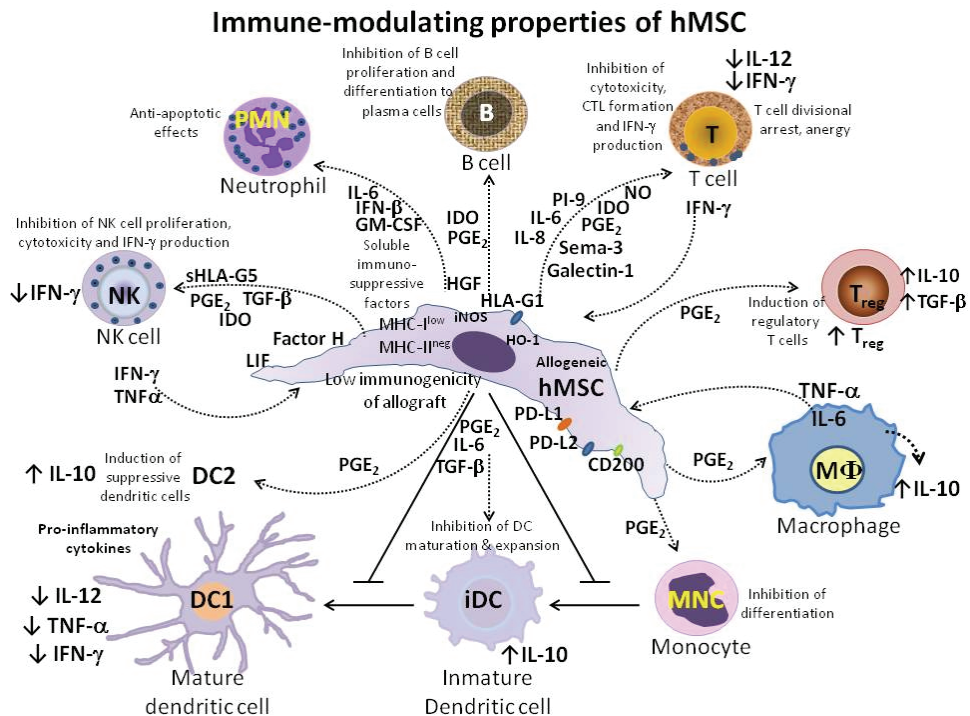 Immune-modulating properties of hMSC
Inhibition of B cell
proliferation and
differentiation to
plasma cells
B
B cell
Anti-apoptotic
effects
PMN
Neutrophil
Inhibition of
cytotoxicity,
CTL formation
and IFN-γ
production
↓ IL-12
↓ IFN-γ
T
T cell
T cell divisional
arrest, anergy
IL-6
IFN-β
GM-CSF
Soluble
immuno-
suppressive
factors
IDO
PGE₂
HGF
PI-9
NO
IL-6
IDO
IL-8
PGE₂
Sema-3
Galectin-1
IFN-γ
Inhibition of NK cell proliferation,
cytotoxicity and IFN-γ production
↓ IFN-γ
NK
NK cell
sHLA-G5
PGE₂
TGF-β
IDO
Factor H
LIF
IFN-γ
TNFα
HLA-G1
iNOS
MHC-I^low
MHC-II^neg
HO-1
Allogeneic
hMSC
Low immunogenicity
of allograft
PD-L1
PD-L2
CD200
PGE₂
Induction of
regulatory
T cells
T_reg
↑ IL-10
↑ TGF-β
↑ T_reg
TNF-α
IL-6
MΦ
↑ IL-10
Macrophage
PGE₂
PGE₂
MNC
Monocyte
Inhibition of
differentiation
PGE₂
IL-6
TGF-β
Inhibition of DC
maturation & expansion
iDC
↑ IL-10
Inmature
Dendritic cell
PGE₂
↑ IL-10
Induction of
suppressive
dendritic cells
DC2
Pro-inflammatory
cytokines
↓ IL-12
↓ TNF-α
↓ IFN-γ
DC1
Mature
dendritic cell